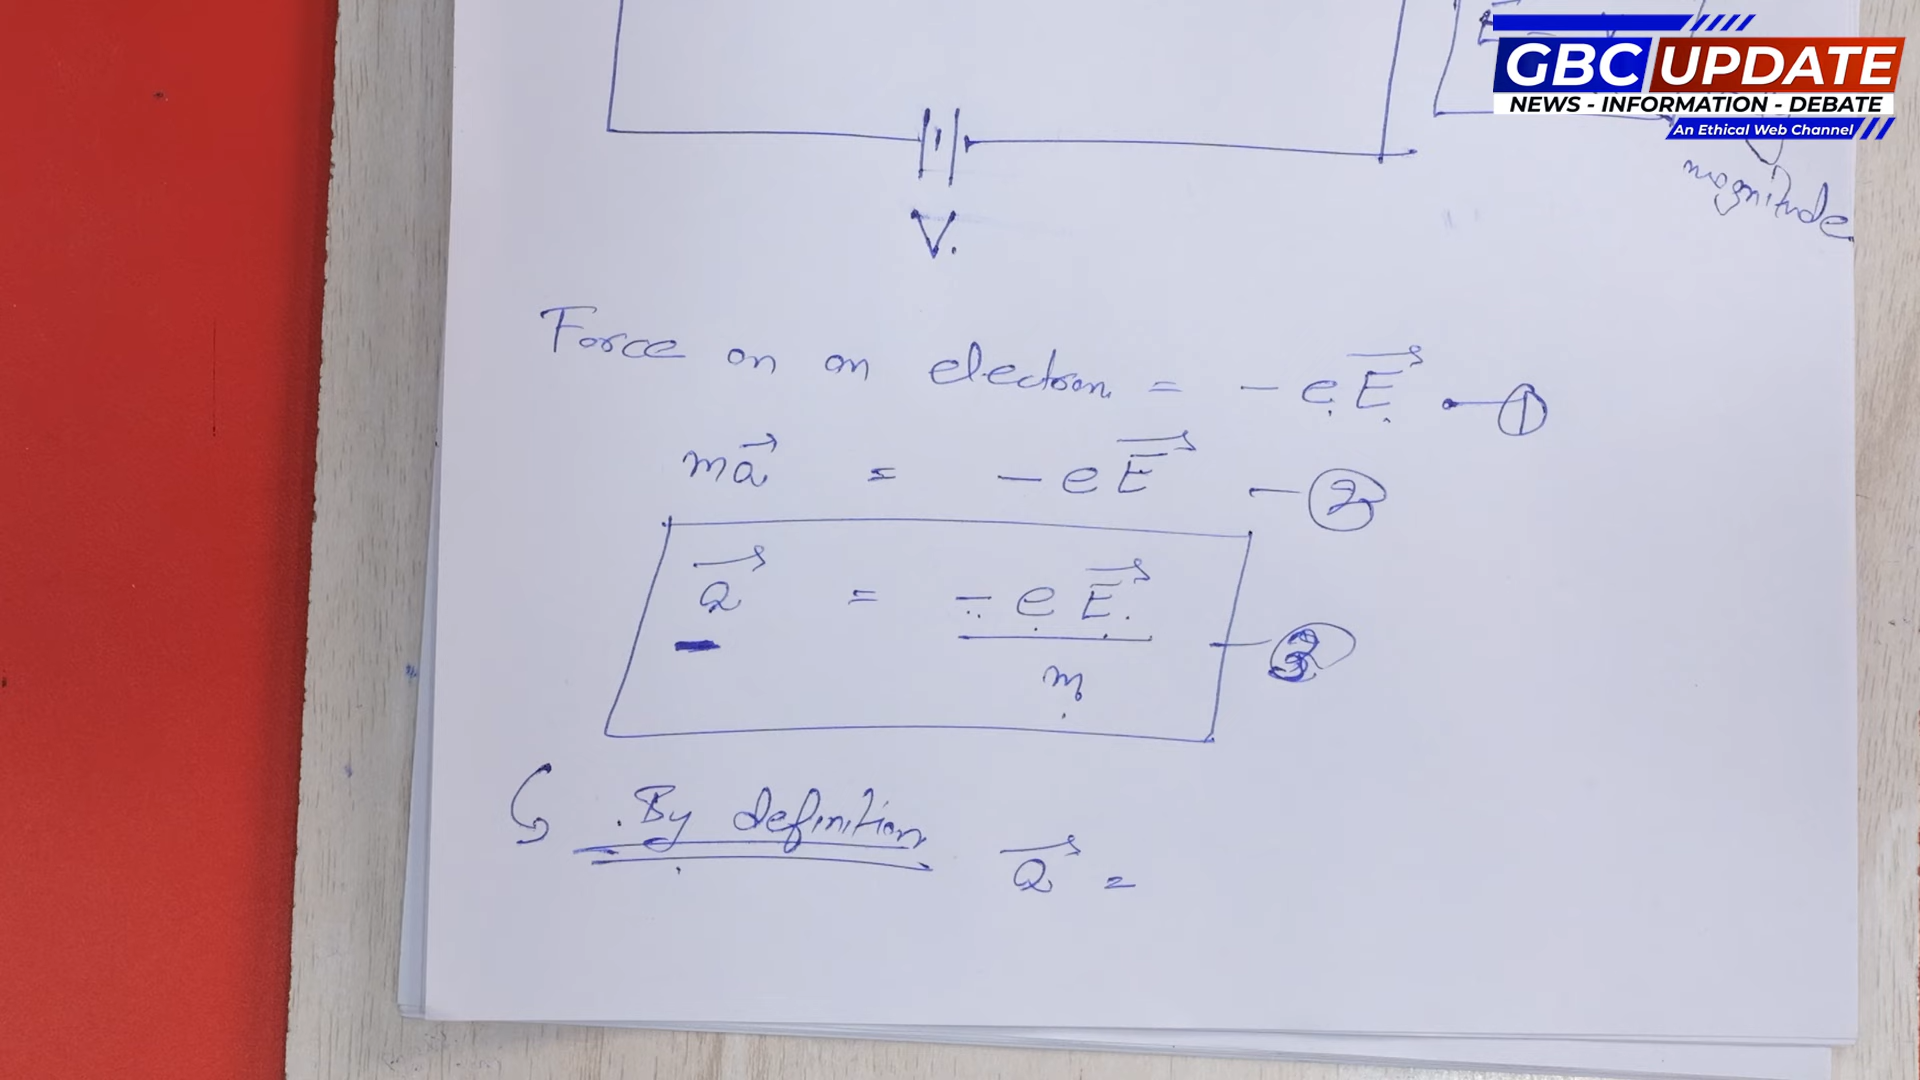 GBC UPDATE
NEWS - INFORMATION - DEBATE
An Ethical Web Channel
magnitude
V.
Force on an electron = - eE⃗ - ①
ma⃗ = - eE⃗ - ②
a⃗ = - eE⃗ / m - ③
By definition a⃗ =